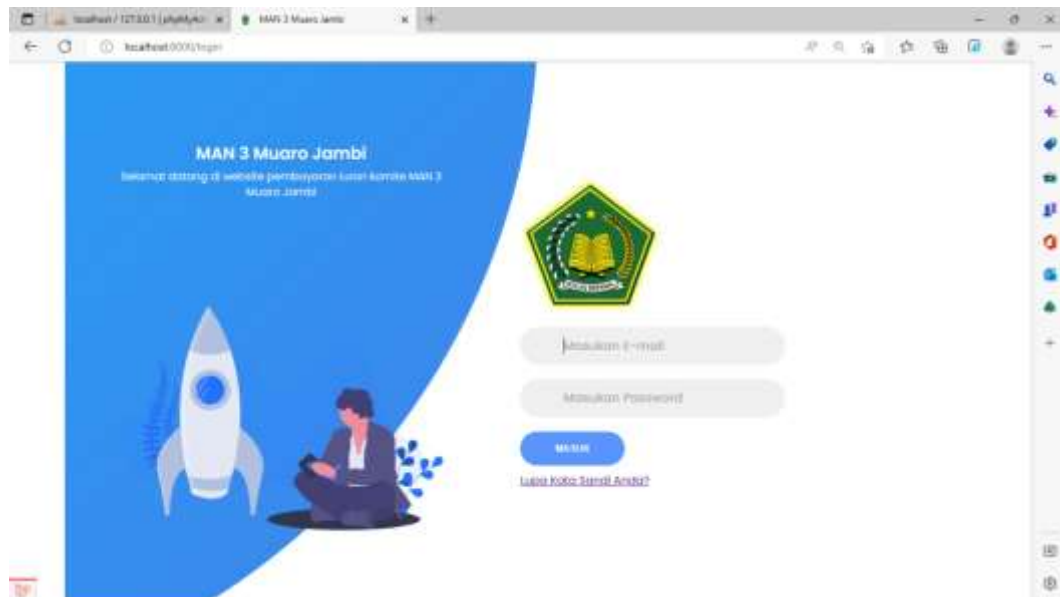 localhost / 127.0.0.1 | phpMyAd
MAN 3 Muaro Jambi
localhost:8000/login
MAN 3 Muaro Jambi
Selamat datang di website pembayaran iuran komite MAN 3
Muaro Jambi
Masukan E-mail
Masukan Password
MASUK
Lupa Kata Sandi Anda?